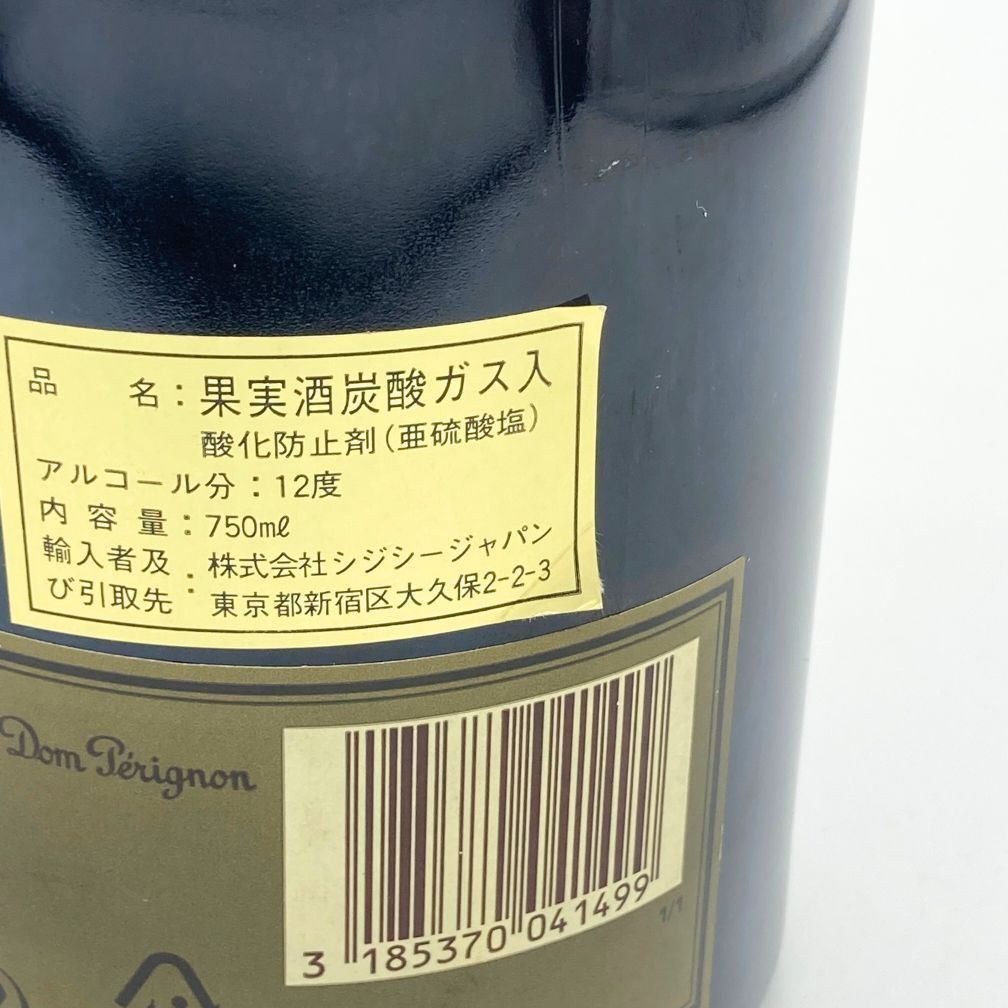 品名：果実酒炭酸ガス入
酸化防止剤（亜硫酸塩）
アルコール分：12度
内容量：750mℓ
輸入者及び引取先：株式会社シジシージャパン
東京都新宿区大久保2-2-3
Dom Pérignon
3 185370 041499
1/1